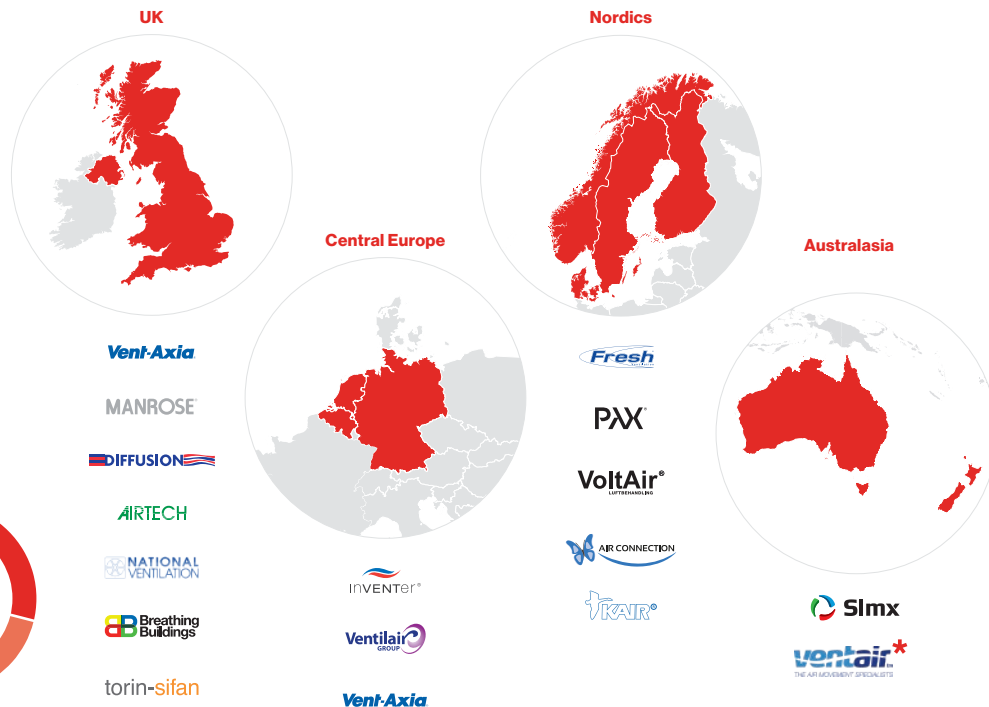 UK
Vent-Axia
MANROSE
DIFFUSION
AIRTECH
NATIONAL
VENTILATION
Breathing
Buildings
torin-sifan
Central Europe
InVENTer®
Ventilair
GROUP
Vent-Axia
Nordics
Fresh
PAX®
VoltAir®
LUFTBEHANDLING
AIR CONNECTION
KAIR®
Australasia
Slmx
ventair*
THE AIR MOVEMENT SPECIALISTS